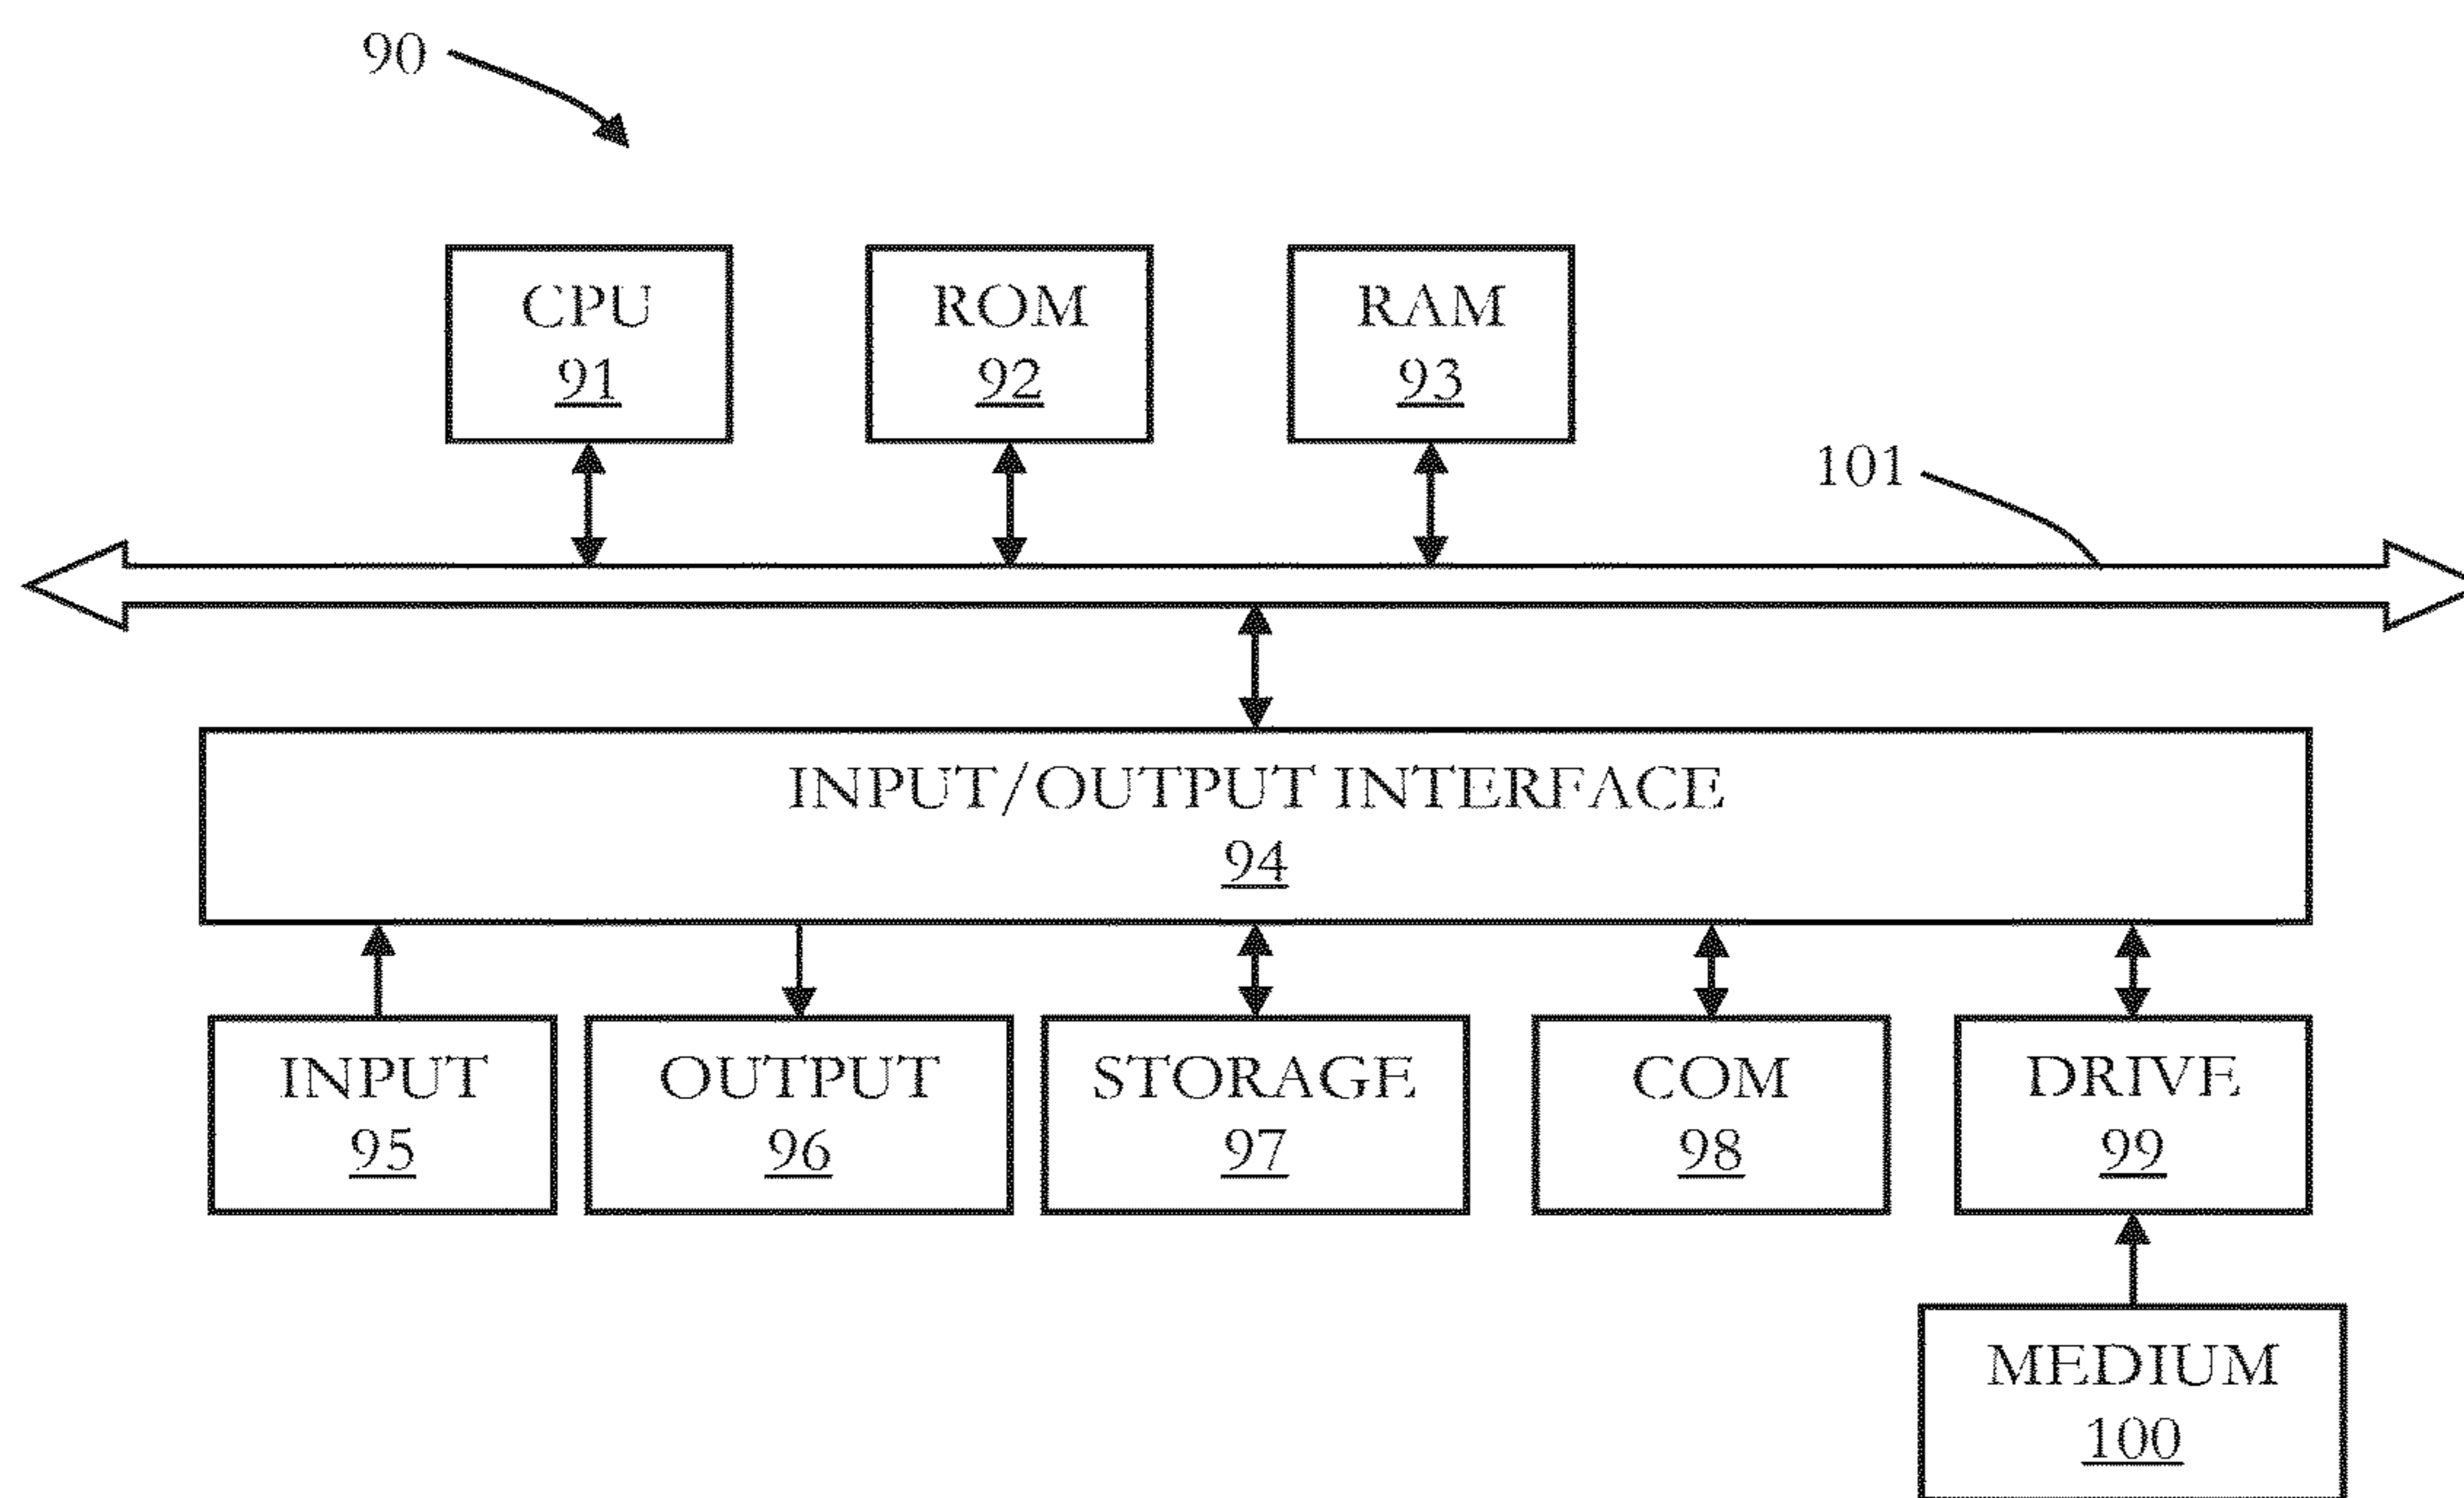 90
CPU
91
ROM
92
RAM
93
101
INPUT/OUTPUT INTERFACE
94
INPUT
95
OUTPUT
96
STORAGE
97
COM
98
DRIVE
99
MEDIUM
100